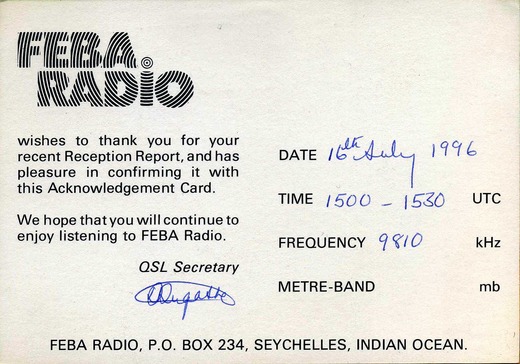 FEBA
RADIO
wishes to thank you for your
recent Reception Report, and has
pleasure in confirming it with
this Acknowledgement Card.
We hope that you will continue to
enjoy listening to FEBA Radio.
QSL Secretary
DATE 16th July 1996
TIME 1500 - 1530 UTC
FREQUENCY 9810 kHz
METRE-BAND mb
FEBA RADIO, P.O. BOX 234, SEYCHELLES, INDIAN OCEAN.